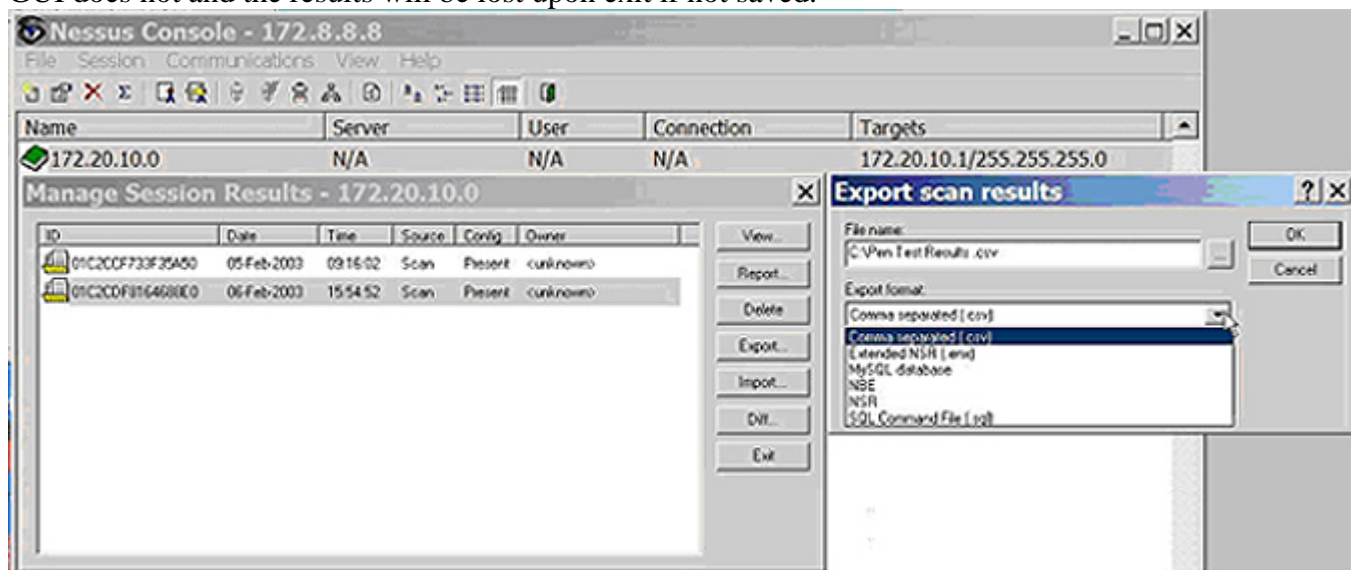 GUI does not and the results will be lost upon exit if not saved.
Nessus Console - 172.8.8.8
File Session Communications View Help
Name Server User Connection Targets
172.20.10.0 N/A N/A N/A 172.20.10.1/255.255.255.0
Manage Session Results - 172.20.10.0
ID Date Time Source Config Owner
01C2CCF733F35A50 05-Feb-2003 09:16:02 Scan Present <unknown>
01C2CDF8164688E0 06-Feb-2003 15:54:52 Scan Present <unknown>
View...
Report...
Delete
Export...
Import...
Diff...
Exit
Export scan results
File name:
C:\Pen Test Results .csv
OK
Cancel
Export format:
Comma separated (.csv)
Comma separated (.csv)
Extended NSR (.enx)
MySQL database
NBE
NSR
SQL Command File (.sql)